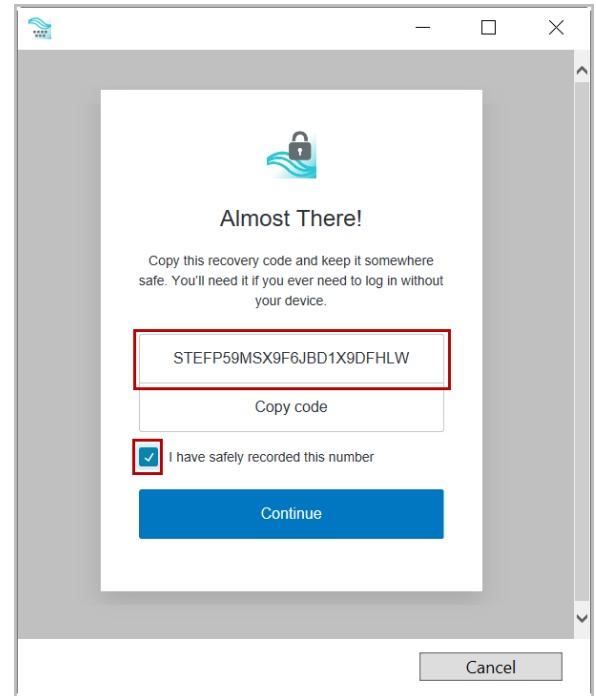 Almost There!
Copy this recovery code and keep it somewhere
safe. You'll need it if you ever need to log in without
your device.
STEFP59MSX9F6JBD1X9DFHLW
Copy code
I have safely recorded this number
Continue
Cancel